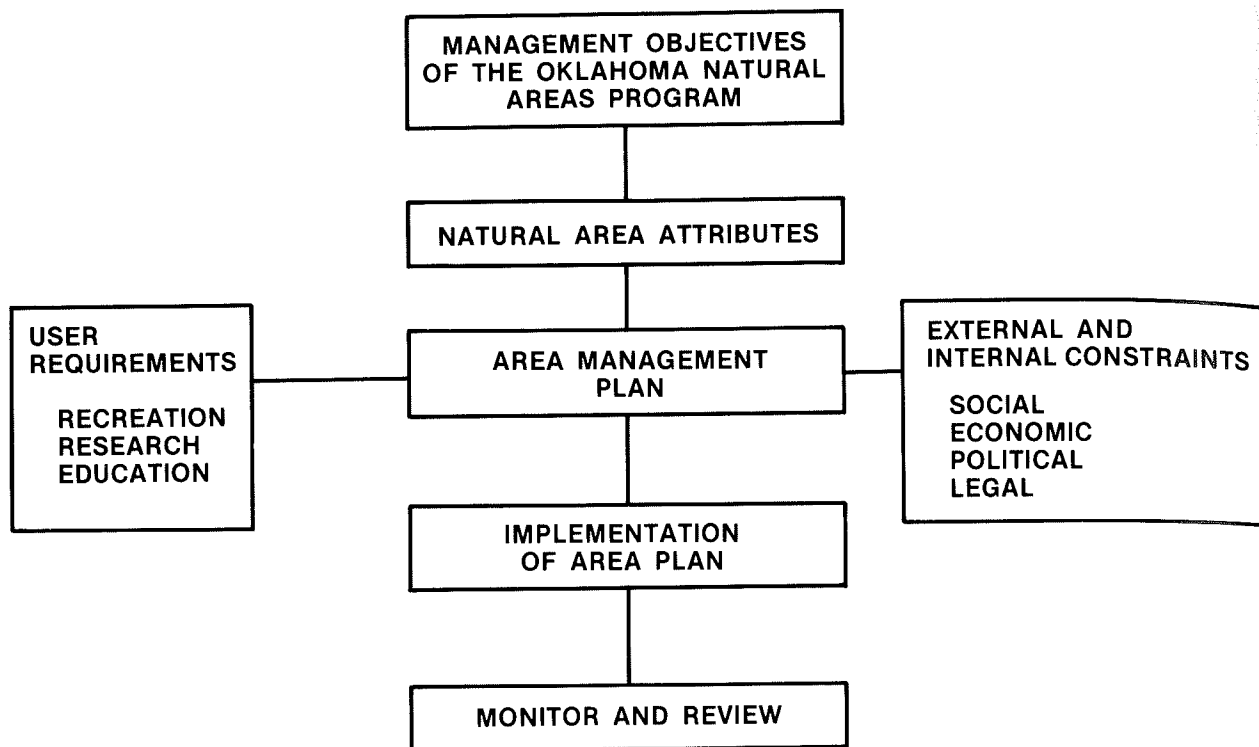 MANAGEMENT OBJECTIVES
OF THE OKLAHOMA NATURAL
AREAS PROGRAM
NATURAL AREA ATTRIBUTES
USER
REQUIREMENTS
RECREATION
RESEARCH
EDUCATION
AREA MANAGEMENT
PLAN
EXTERNAL AND
INTERNAL CONSTRAINTS
SOCIAL
ECONOMIC
POLITICAL
LEGAL
IMPLEMENTATION
OF AREA PLAN
MONITOR AND REVIEW